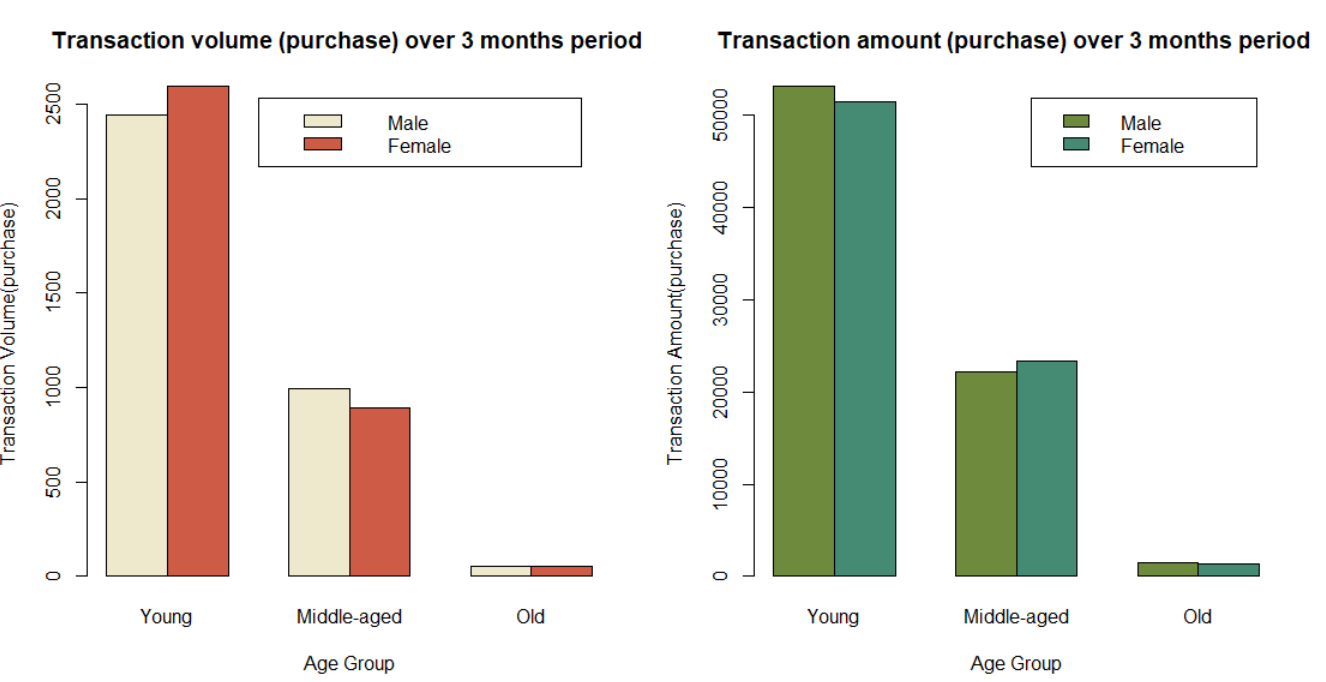 Transaction volume (purchase) over 3 months period
Transaction Volume(purchase)
2500
2000
1500
1000
500
0
Male
Female
Young Middle-aged Old
Age Group
Transaction amount (purchase) over 3 months period
Transaction Amount(purchase)
50000
40000
30000
20000
10000
0
Male
Female
Young Middle-aged Old
Age Group